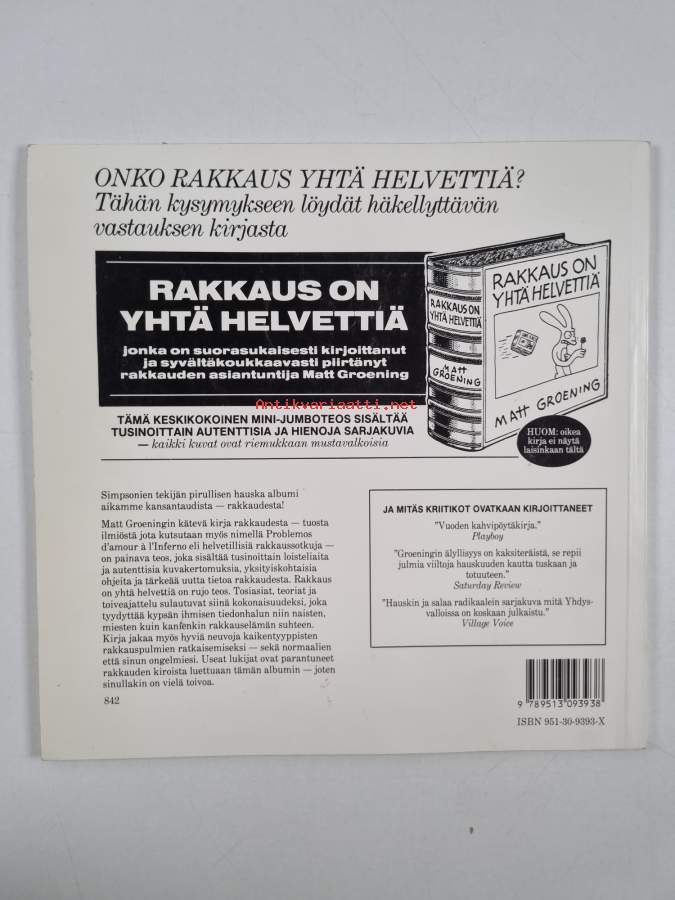 ONKO RAKKAUS YHTÄ HELVETTIÄ?
Tähän kysymykseen löydät häkellyttävän
vastauksen kirjasta
RAKKAUS ON
YHTÄ HELVETTIÄ
jonka on suorasukaisesti kirjoittanut
ja syvältäkoukkaavasti piirtänyt
rakkauden asiantuntija Matt Groening
Antikvariaatti.net
TÄMÄ KESKIKOKOINEN MINI-JUMBOTEOS SISÄLTÄÄ
TUSINOITTAIN AUTENTTISIA JA HIENOJA SARJAKUVIA
— kaikki kuvat ovat riemukkaan mustavalkoisia
RAKKAUS ON
YHTÄ HELVETTIÄ
MATT
GROENING
RAKKAUS ON
YHTÄ HELVETTIÄ
MATT GROENING
HUOM: oikea
kirja ei näytä
laisinkaan tältä
Simpsonien tekijän pirullisen hauska albumi
aikamme kansantaudista — rakkaudesta!
Matt Groeningin kätevä kirja rakkaudesta — tuosta
ilmiöstä jota kutsutaan myös nimellä Problemos
d'amour à l'Inferno eli helvetillisiä rakkaussotkuja —
on painava teos, joka sisältää tusinoittain loisteliaita
ja autenttisia kuvakertomuksia, yksityiskohtaisia
ohjeita ja tärkeää uutta tietoa rakkaudesta. Rakkaus
on yhtä helvettiä on rujo teos. Tosiasiat, teoriat ja
toiveajattelu sulautuvat siinä kokonaisuudeksi, joka
tyydyttää kypsän ihmisen tiedonhalun niin naisten,
miesten kuin kanienkin rakkauselämän suhteen.
Kirja jakaa myös hyviä neuvoja kaikentyyppisten
rakkauspulmien ratkaisemiseksi — sekä normaalien
että sinun ongelmiesi. Useat lukijat ovat parantuneet
rakkauden kiroista luettuaan tämän albumin — joten
sinullakin on vielä toivoa.
842
JA MITÄS KRIITIKOT OVATKAAN KIRJOITTANEET
"Vuoden kahvipöytäkirja."
Playboy
"Groeningin älyllisyys on kaksiteräistä, se repii
julmia viiltoja hauskuuden kautta tuskaan ja
totuuteen."
Saturday Review
"Hauskin ja salaa radikaalein sarjakuva mitä Yhdys-
valloissa on koskaan julkaistu."
Village Voice
9 789513 093938
ISBN 951-30-9393-X